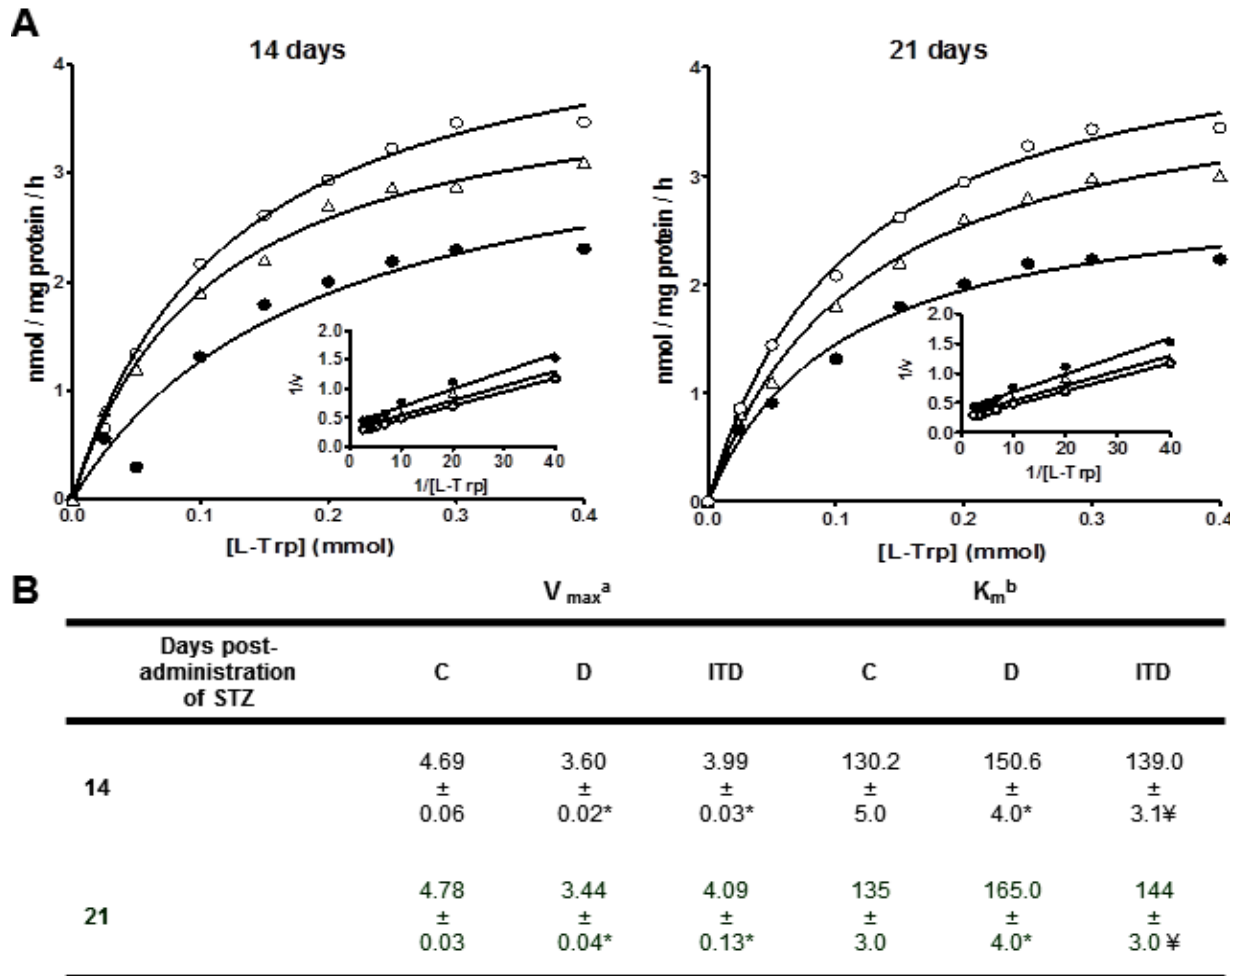 A
14 days
21 days
nmol / mg protein / h
4
3
2
1
0
0.0 0.1 0.2 0.3 0.4
[L-Trp] (mmol)
1/v
2.0
1.5
1.0
0.5
0.0
0 10 20 30 40
1/[L-Trp]
nmol / mg protein / h
4
3
2
1
0
0.0 0.1 0.2 0.3 0.4
[L-Trp] (mmol)
1/v
2.0
1.5
1.0
0.5
0.0
0 10 20 30 40
1/[L-Trp]
B
V max a K m b
Days post-
administration
of STZ
C D ITD C D ITD
14
4.69 3.60 3.99 130.2 150.6 139.0
± ± ± ± ± ±
0.06 0.02* 0.03* 5.0 4.0* 3.1¥
21
4.78 3.44 4.09 135 165.0 144
± ± ± ± ± ±
0.03 0.04* 0.13* 3.0 4.0* 3.0 ¥